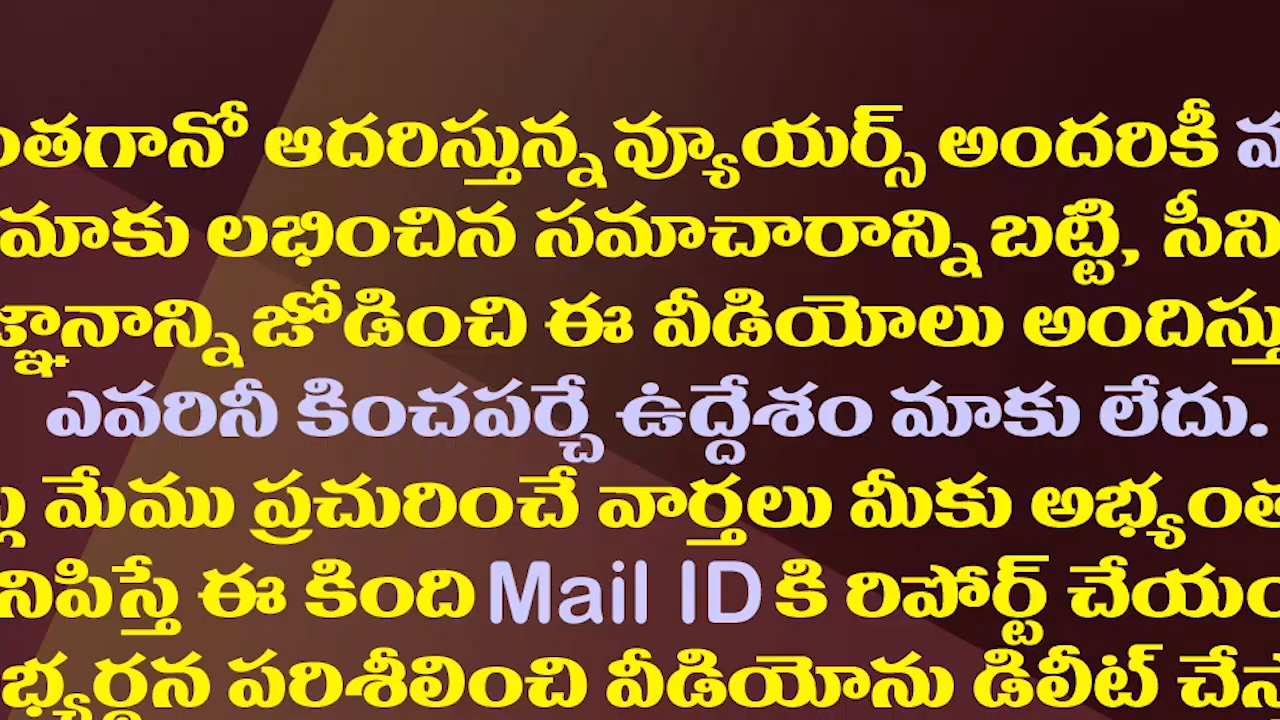 ఆదరిస్తున్న వ్యూయర్స్ అందరికీ
మాకు లభించిన సమాచారాన్ని బట్టి,
జోడించి ఈ వీడియోలు
ఎవరినీ కించపర్చే ఉద్దేశం మాకు లేదు.
మేము ప్రచురించే వార్తలు మీకు
ఈ కింది Mail ID కి రిపోర్ట్
పరిశీలించి వీడియోను డిలీట్